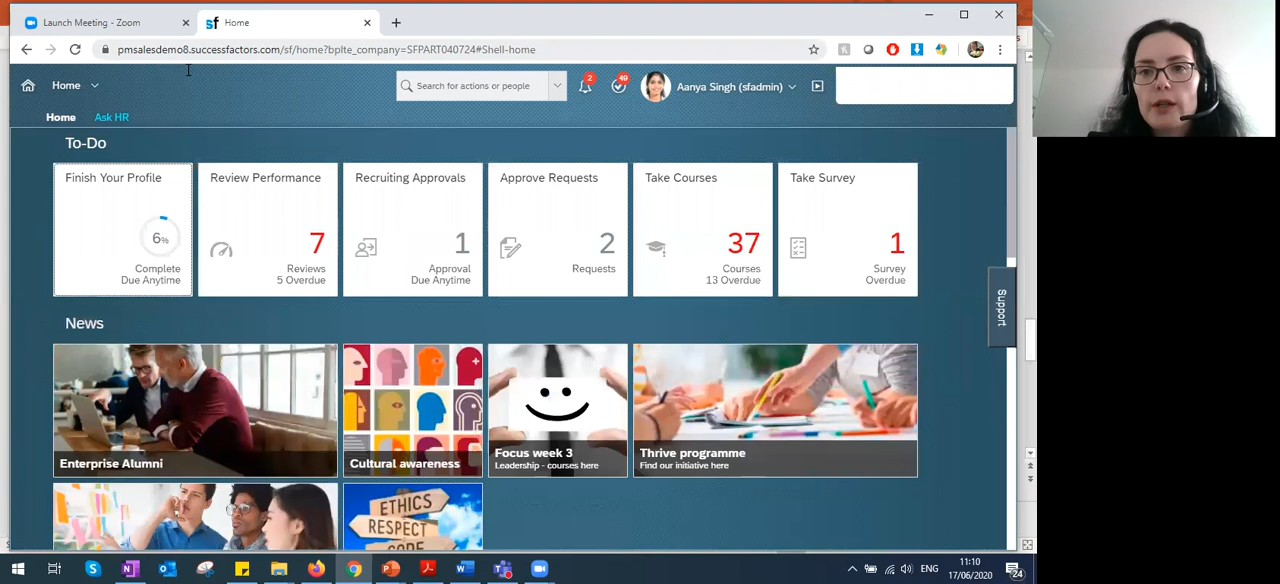 Launch Meeting - Zoom
sf Home
pmsalesdemo8.successfactors.com/sf/home?bplte_company=SFPART040724#Shell-home
Home
Search for actions or people
2
49
Aanya Singh (sfadmin)
Home
Ask HR
To-Do
Finish Your Profile
6%
Complete
Due Anytime
Review Performance
7
Reviews
5 Overdue
Recruiting Approvals
1
Approval
Due Anytime
Approve Requests
2
Requests
Take Courses
37
Courses
13 Overdue
Take Survey
1
Survey
Overdue
Support
News
Enterprise Alumni
Cultural awareness
Focus week 3
Leadership - courses here
Thrive programme
Find our initiative here
ETHICS
RESPECT
ENG
11:10
17/06/2020
24